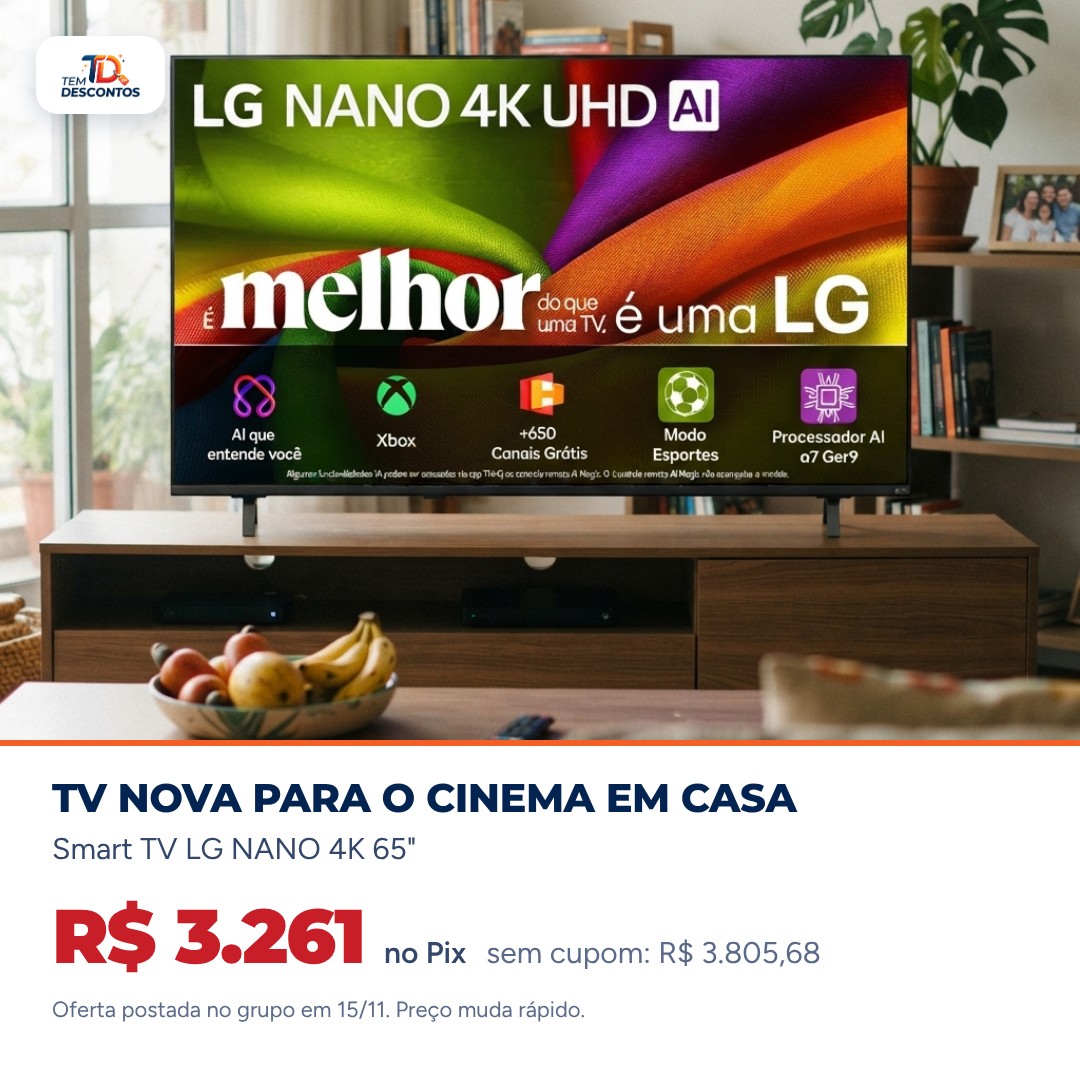 TEM TD
DESCONTOS
LG NANO 4K UHD AI
É melhor do que uma TV, é uma LG
AI que entende você
Xbox
+650 Canais Grátis
Modo Esportes
Processador AI α7 Ger9
TV NOVA PARA O CINEMA EM CASA
Smart TV LG NANO 4K 65"
R$ 3.261 no Pix sem cupom: R$ 3.805,68
Oferta postada no grupo em 15/11. Preço muda rápido.